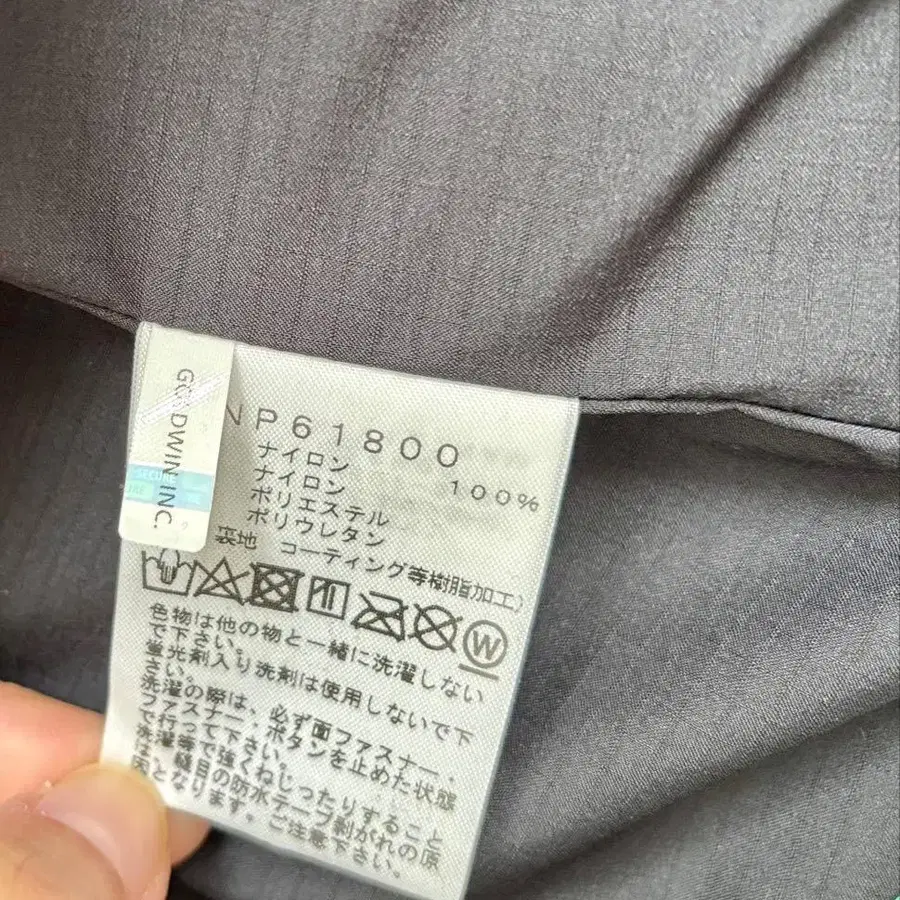 GOLDWIN INC.
SECURE
NP61800
ナイロン
ナイロン 100%
ポリエステル
ポリウレタン
裏地 コーティング等樹脂加工)
W
色物は他の物と一緒に洗濯しない
で下さい。
蛍光剤入り洗剤は使用しないで下
さい。
洗濯の際は、必ず面ファスナー、
ファスナー、ボタンを止めた状態
で行って下さい。
洗濯等で強くねじったりすること
は、縫目の防水テープ剥がれの原
因となります。ご注意下さい。